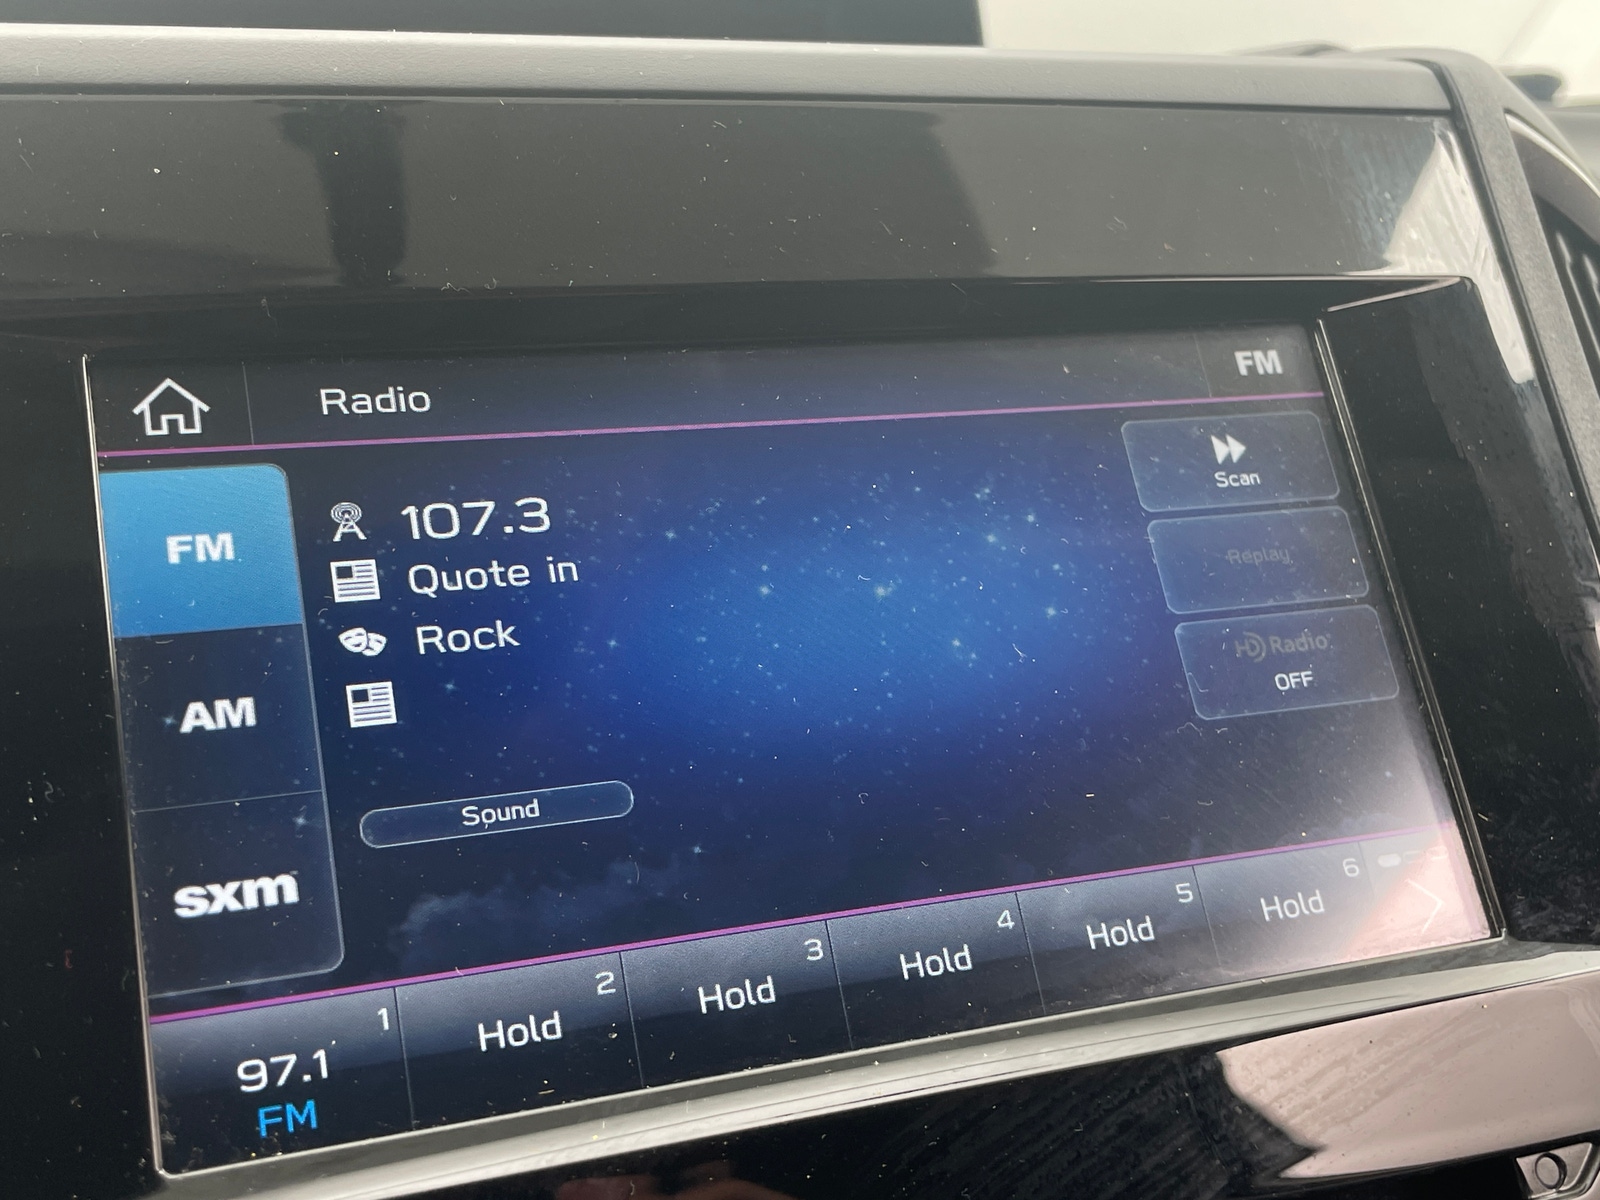 Radio
FM
FM
AM
sxm
107.3
Quote in
Rock
Sound
Scan
Replay
HD Radio
OFF
1
97.1
FM
2
Hold
3
Hold
4
Hold
5
Hold
6
Hold